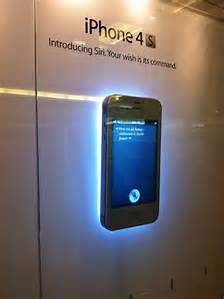 iPhone 4S
Introducing Siri. Your wish is its command.